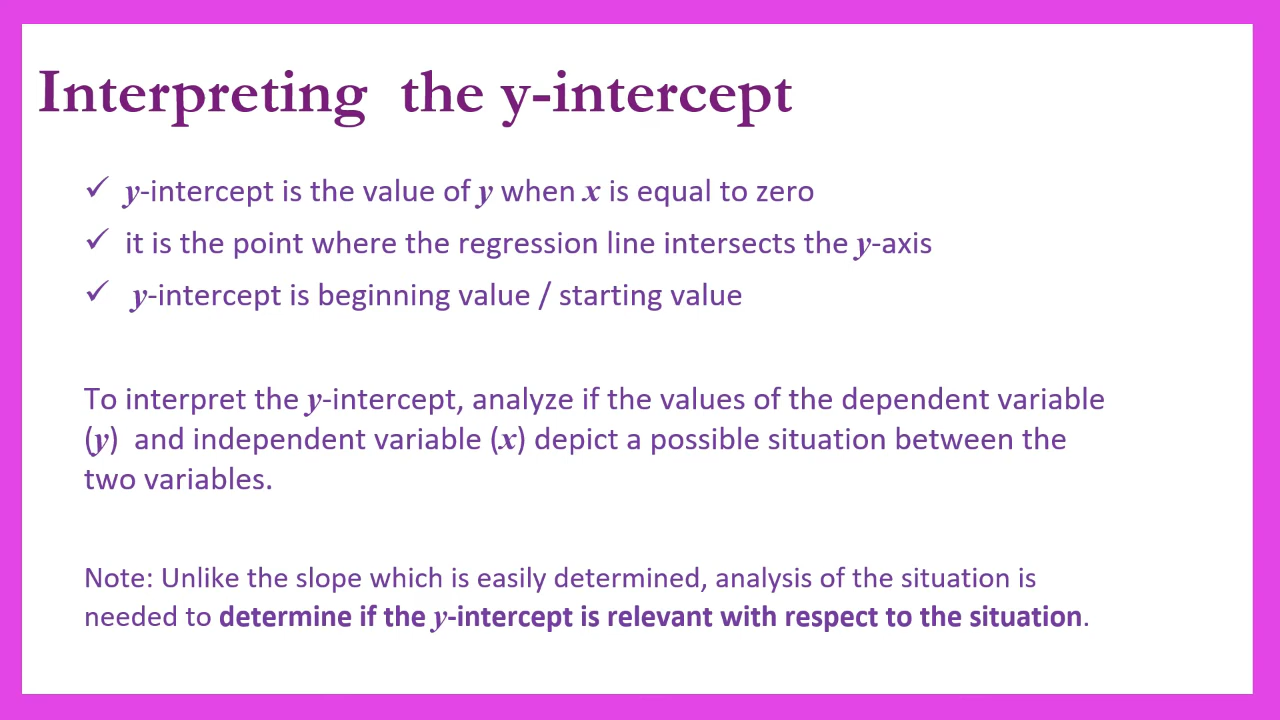 Interpreting the y-intercept
✓ y-intercept is the value of y when x is equal to zero
✓ it is the point where the regression line intersects the y-axis
✓ y-intercept is beginning value / starting value
To interpret the y-intercept, analyze if the values of the dependent variable
(y) and independent variable (x) depict a possible situation between the
two variables.
Note: Unlike the slope which is easily determined, analysis of the situation is
needed to determine if the y-intercept is relevant with respect to the situation.